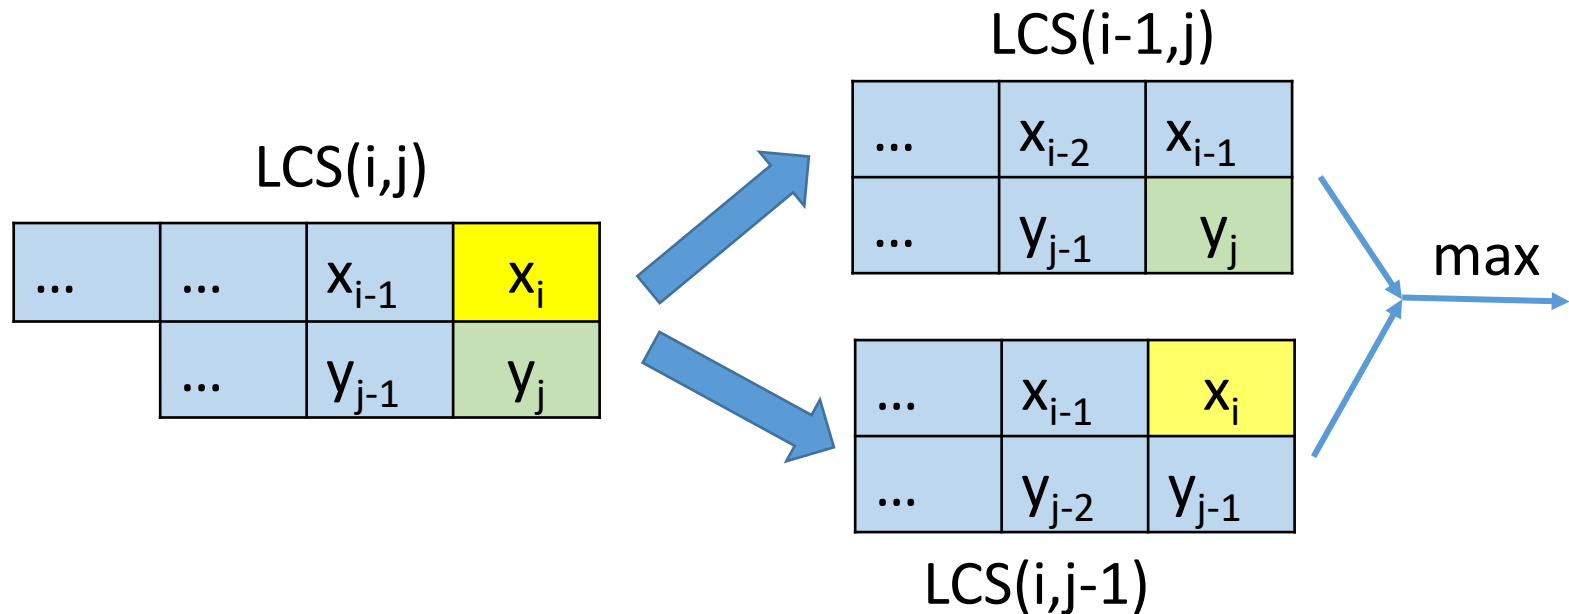 LCS(i,j)
... ... x_{i-1} x_i
... y_{j-1} y_j
LCS(i-1,j)
... x_{i-2} x_{i-1}
... y_{j-1} y_j
... x_{i-1} x_i
... y_{j-2} y_{j-1}
LCS(i,j-1)
max